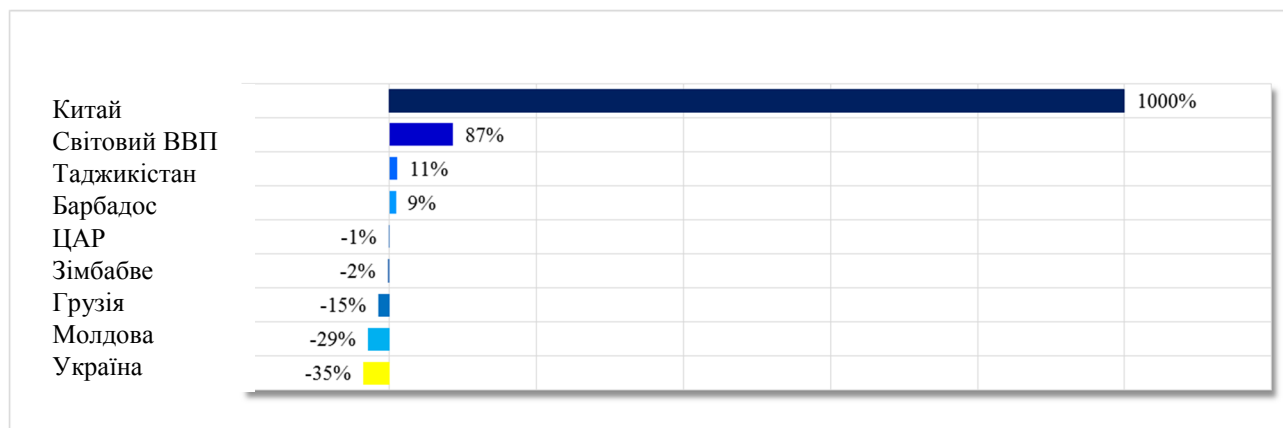 Китай 1000%
Світовий ВВП 87%
Таджикістан 11%
Барбадос 9%
ЦАР -1%
Зімбабве -2%
Грузія -15%
Молдова -29%
Україна -35%